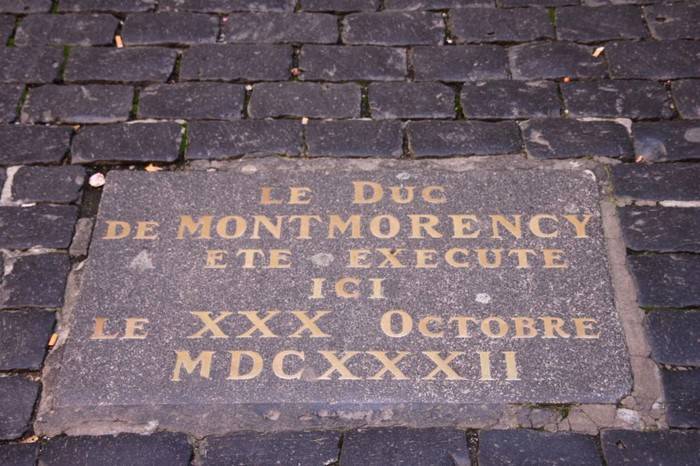 LE DUC
DE MONTMORENCY
ETE EXECUTE
ICI
LE XXX OCTOBRE
MDCXXXII